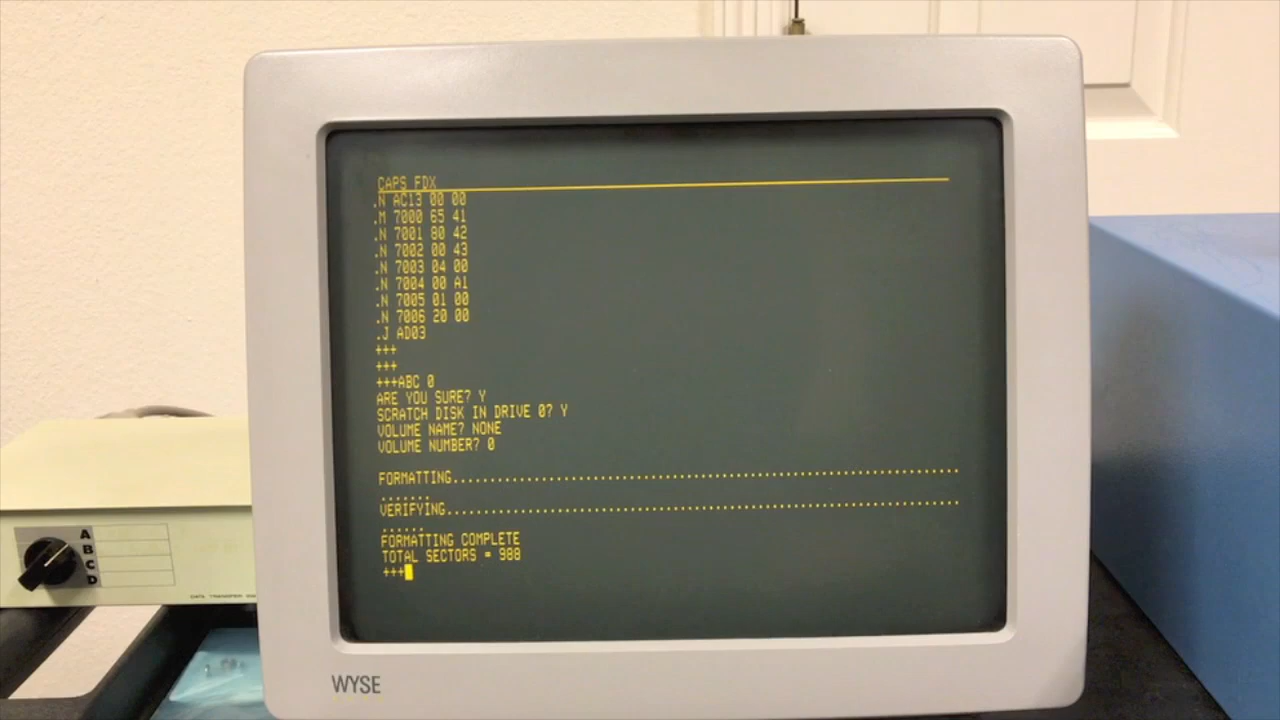 CAPS FDX
.N AC13 00 00
.M 7000 65 41
.N 7001 80 42
.N 7002 00 43
.N 7003 04 00
.N 7004 00 A1
.N 7005 01 00
.N 7006 20 00
.J AD03
+++
+++
+++ABC 0
ARE YOU SURE? Y
SCRATCH DISK IN DRIVE 0? Y
VOLUME NAME? NONE
VOLUME NUMBER? 0
FORMATTING......................................................................
.......
VERIFYING.......................................................................
......
FORMATTING COMPLETE
TOTAL SECTORS = 988
+++
WYSE
A
B
C
D
DATA TRANSFER